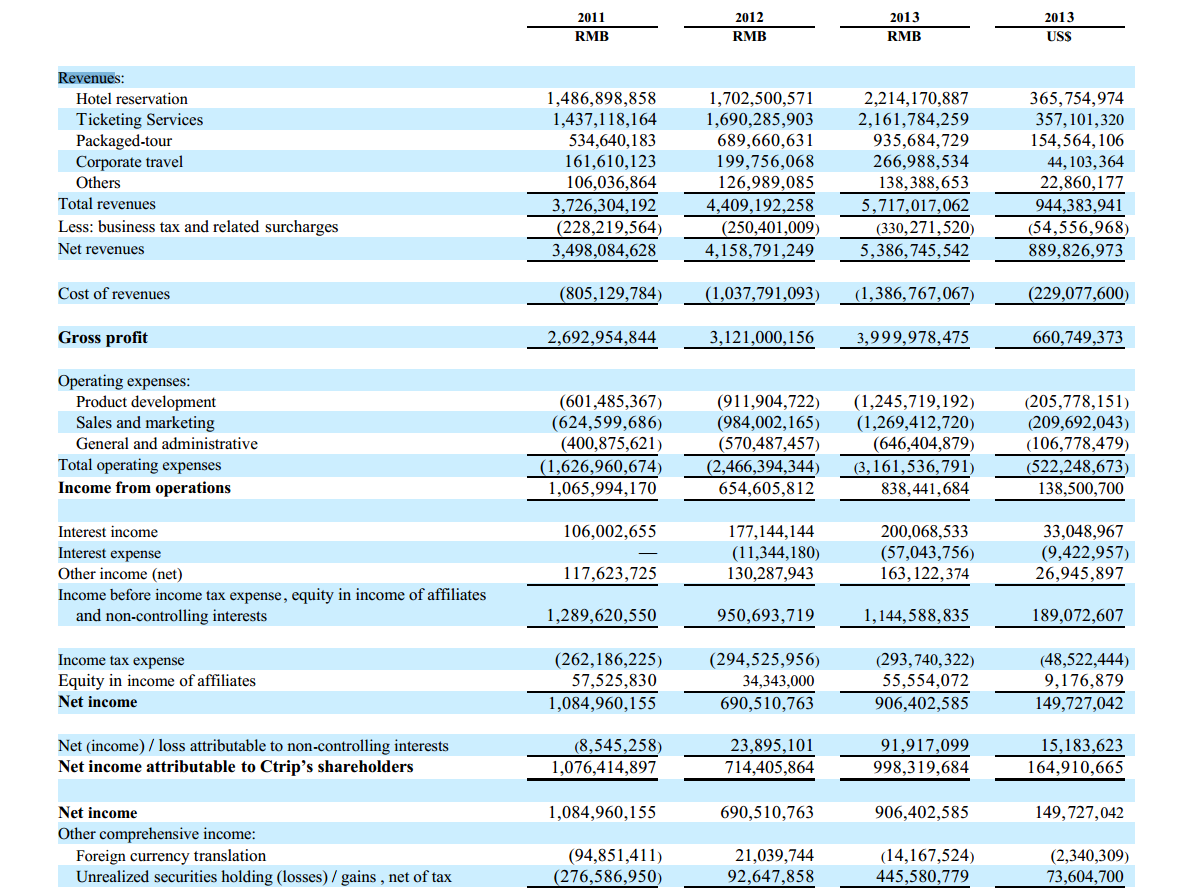 2011 2012 2013 2013
RMB RMB RMB US$
Revenues:
Hotel reservation 1,486,898,858 1,702,500,571 2,214,170,887 365,754,974
Ticketing Services 1,437,118,164 1,690,285,903 2,161,784,259 357,101,320
Packaged-tour 534,640,183 689,660,631 935,684,729 154,564,106
Corporate travel 161,610,123 199,756,068 266,988,534 44,103,364
Others 106,036,864 126,989,085 138,388,653 22,860,177
Total revenues 3,726,304,192 4,409,192,258 5,717,017,062 944,383,941
Less: business tax and related surcharges (228,219,564) (250,401,009) (330,271,520) (54,556,968)
Net revenues 3,498,084,628 4,158,791,249 5,386,745,542 889,826,973
Cost of revenues (805,129,784) (1,037,791,093) (1,386,767,067) (229,077,600)
Gross profit 2,692,954,844 3,121,000,156 3,999,978,475 660,749,373
Operating expenses:
Product development (601,485,367) (911,904,722) (1,245,719,192) (205,778,151)
Sales and marketing (624,599,686) (984,002,165) (1,269,412,720) (209,692,043)
General and administrative (400,875,621) (570,487,457) (646,404,879) (106,778,479)
Total operating expenses (1,626,960,674) (2,466,394,344) (3,161,536,791) (522,248,673)
Income from operations 1,065,994,170 654,605,812 838,441,684 138,500,700
Interest income 106,002,655 177,144,144 200,068,533 33,048,967
Interest expense — (11,344,180) (57,043,756) (9,422,957)
Other income (net) 117,623,725 130,287,943 163,122,374 26,945,897
Income before income tax expense, equity in income of affiliates
and non-controlling interests 1,289,620,550 950,693,719 1,144,588,835 189,072,607
Income tax expense (262,186,225) (294,525,956) (293,740,322) (48,522,444)
Equity in income of affiliates 57,525,830 34,343,000 55,554,072 9,176,879
Net income 1,084,960,155 690,510,763 906,402,585 149,727,042
Net (income) / loss attributable to non-controlling interests (8,545,258) 23,895,101 91,917,099 15,183,623
Net income attributable to Ctrip's shareholders 1,076,414,897 714,405,864 998,319,684 164,910,665
Net income 1,084,960,155 690,510,763 906,402,585 149,727,042
Other comprehensive income:
Foreign currency translation (94,851,411) 21,039,744 (14,167,524) (2,340,309)
Unrealized securities holding (losses) / gains , net of tax (276,586,950) 92,647,858 445,580,779 73,604,700